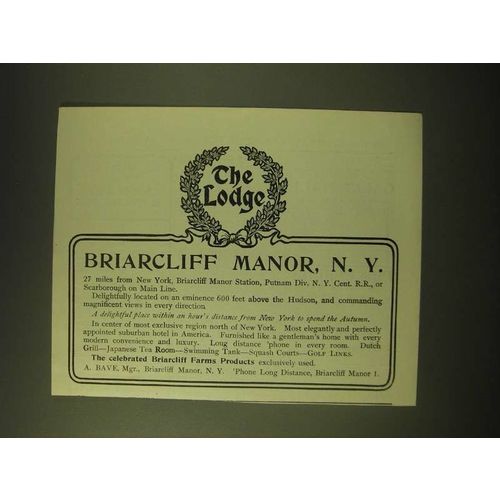 The
Lodge
BRIARCLIFF MANOR, N. Y.
27 miles from New York, Briarcliff Manor Station, Putnam Div. N. Y. Cent. R.R., or
Scarborough on Main Line.
Delightfully located on an eminence 600 feet above the Hudson, and commanding
magnificent views in every direction.
A delightful place within an hour's distance from New York to spend the Autumn.
In center of most exclusive region north of New York. Most elegantly and perfectly
appointed suburban hotel in America. Furnished like a gentleman's home with every
modern convenience and luxury. Long distance 'phone in every room. Dutch
Grill—Japanese Tea Room—Swimming Tank—Squash Courts—GOLF LINKS.
The celebrated Briarcliff Farms Products exclusively used.
A. BAVE, Mgr., Briarcliff Manor, N. Y. 'Phone Long Distance, Briarcliff Manor 1.